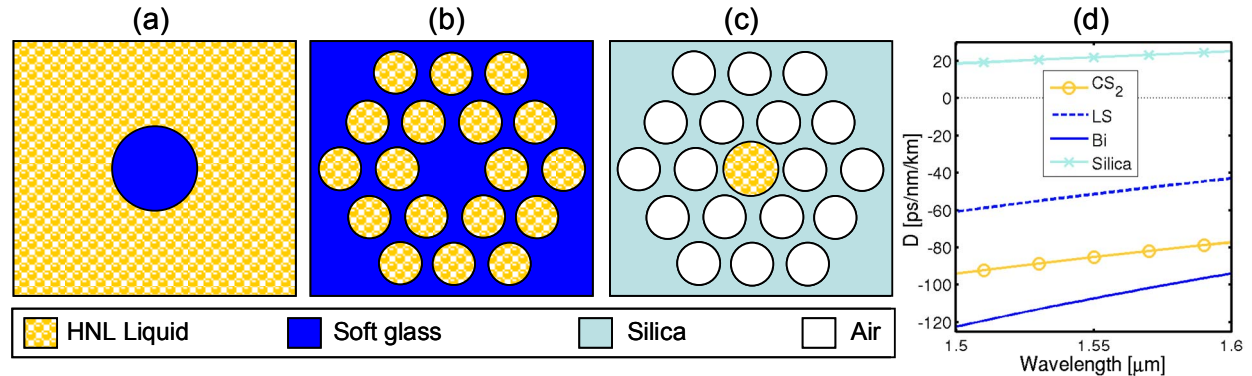 (a) (b) (c) (d)
20
0
-20
-40
-60
-80
-100
-120
D [ps/nm/km]
CS2
LS
Bi
Silica
1.5 1.55 1.6
Wavelength [μm]
HNL Liquid Soft glass Silica Air